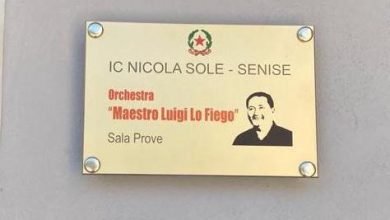 IC NICOLA SOLE - SENISE
Orchestra
"Maestro Luigi Lo Fiego"
Sala Prove